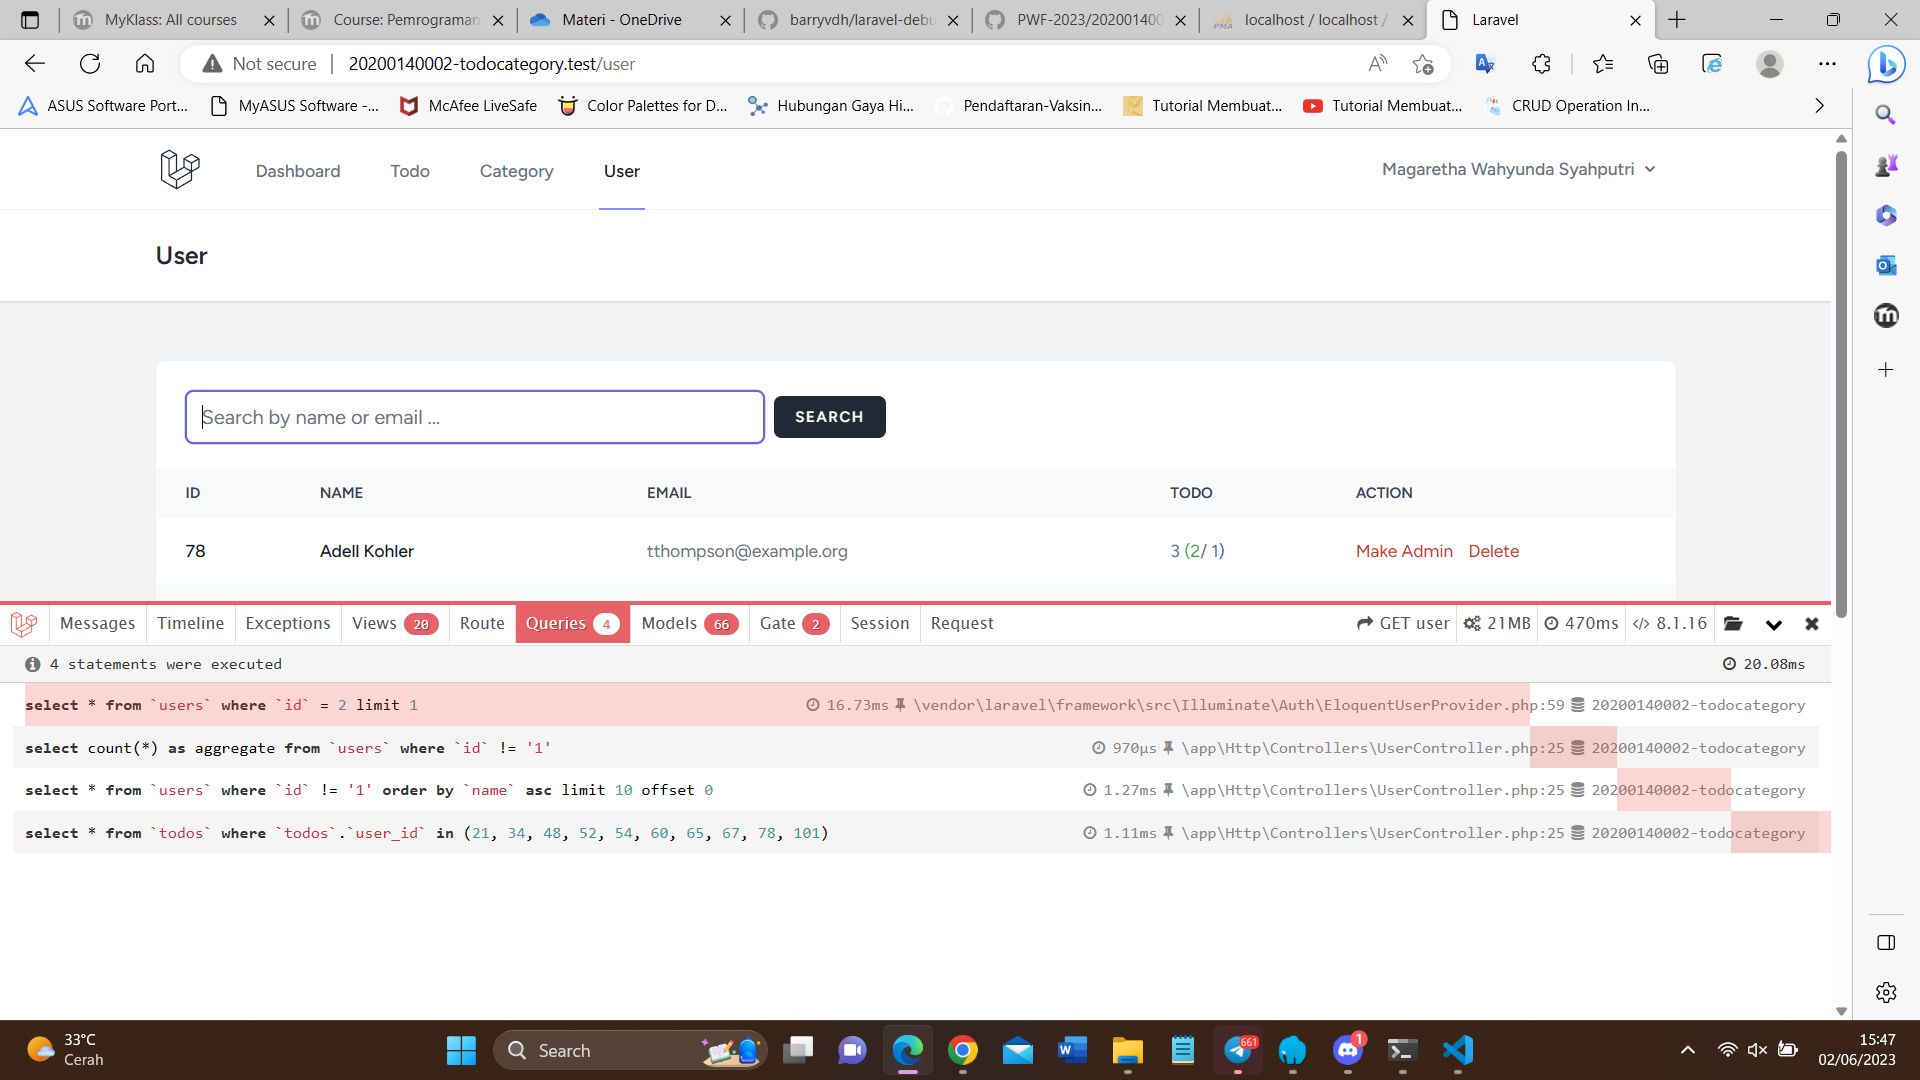 MyKlass: All courses
Course: Pemrograman
Materi - OneDrive
barryvdh/laravel-debu
PWF-2023/202001400
localhost / localhost /
Laravel
Not secure
20200140002-todocategory.test/user
ASUS Software Port...
MyASUS Software -...
McAfee LiveSafe
Color Palettes for D...
Hubungan Gaya Hi...
Pendaftaran-Vaksin...
Tutorial Membuat...
Tutorial Membuat...
CRUD Operation In...
Dashboard
Todo
Category
User
Magaretha Wahyunda Syahputri
User
Search by name or email ...
SEARCH
ID NAME EMAIL TODO ACTION
78 Adell Kohler tthompson@example.org 3 (2/ 1) Make Admin Delete
Messages Timeline Exceptions Views 20 Route Queries 4 Models 66 Gate 2 Session Request GET user 21MB 470ms 8.1.16
4 statements were executed 20.08ms
select * from `users` where `id` = 2 limit 1 16.73ms \vendor\laravel\framework\src\Illuminate\Auth\EloquentUserProvider.php:59 20200140002-todocategory
select count(*) as aggregate from `users` where `id` != '1' 970μs \app\Http\Controllers\UserController.php:25 20200140002-todocategory
select * from `users` where `id` != '1' order by `name` asc limit 10 offset 0 1.27ms \app\Http\Controllers\UserController.php:25 20200140002-todocategory
select * from `todos` where `todos`.`user_id` in (21, 34, 48, 52, 54, 60, 65, 67, 78, 101) 1.11ms \app\Http\Controllers\UserController.php:25 20200140002-todocategory
33°C
Cerah
Search
661
1
15:47
02/06/2023